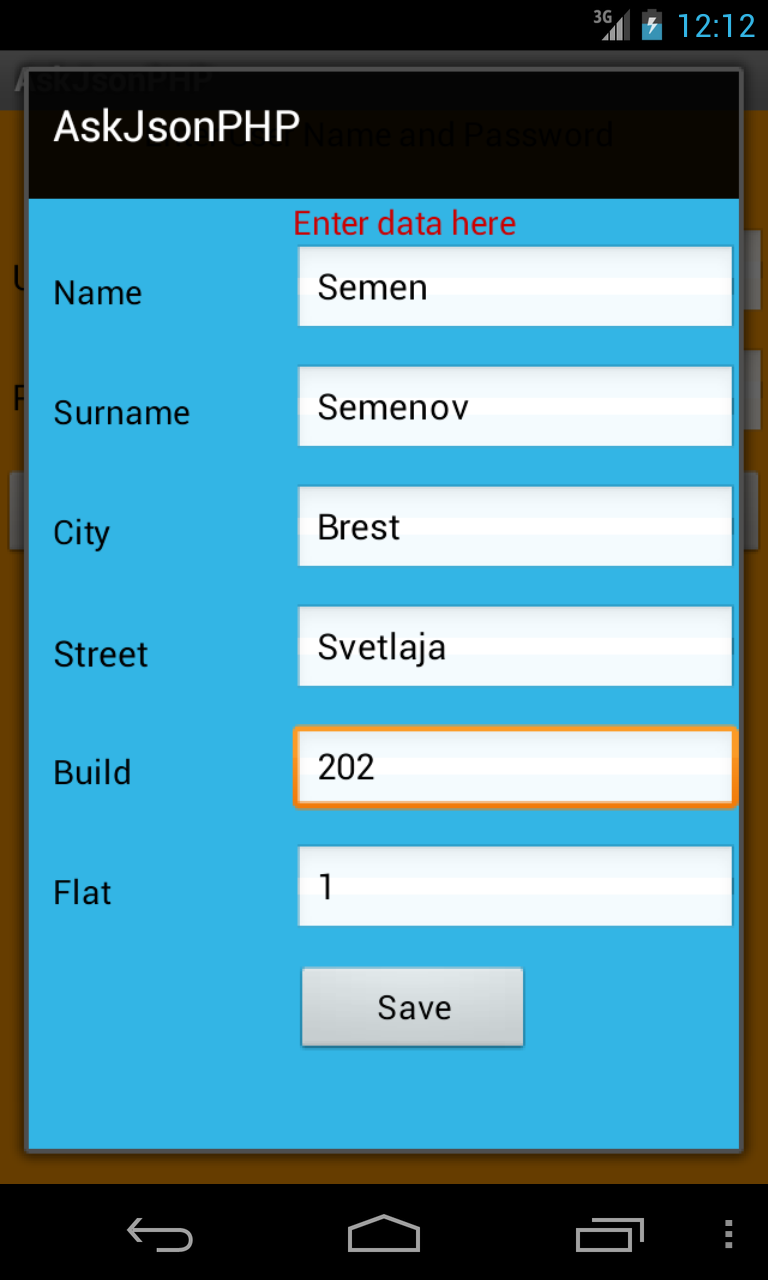 3G 12:12
AskJsonPHP
AskJsonPHP
Name and Password
Enter data here
Name Semen
Surname Semenov
City Brest
Street Svetlaja
Build 202
Flat 1
Save